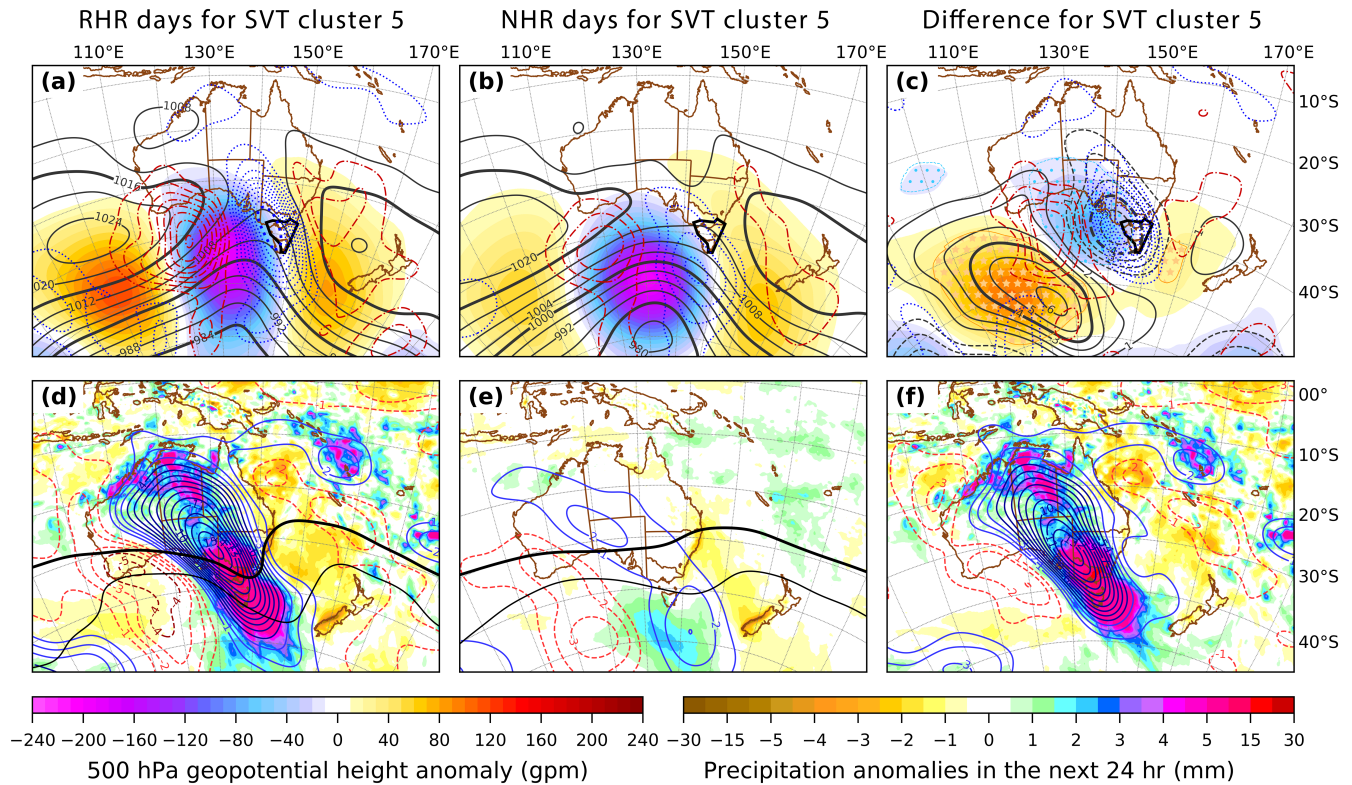 RHR days for SVT cluster 5
NHR days for SVT cluster 5
Difference for SVT cluster 5
110° 130° 150° 170° E
110° 130° 150° 170° E
110° 130° 150° 170° E
(a)
1008
1016
1024
020
1012
988
984
992
(b)
1020
1004
1000
992
980
1008
(c)
10°S
20°S
30°S
40°S
(d)
(e)
(f)
00°
10°S
20°S
30°S
40°S
−240 −200 −160 −120 −80 −40 0 40 80 120 160 200 240
500 hPa geopotential height anomaly (gpm)
−30 −15 −5 −4 −3 −2 −1 0 1 2 3 4 5 15 30
Precipitation anomalies in the next 24 hr (mm)